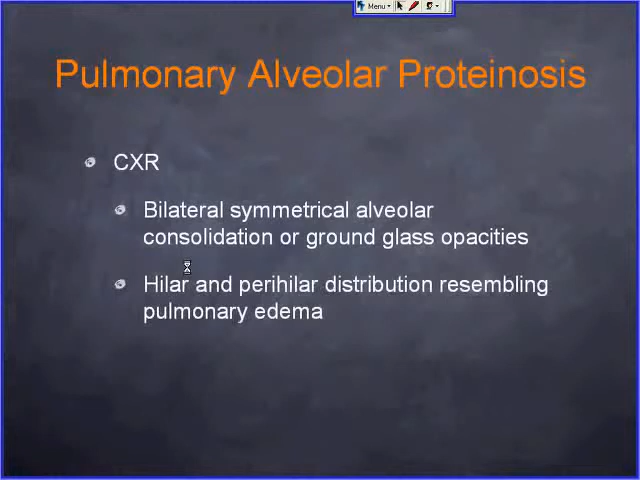 Menu
Pulmonary Alveolar Proteinosis
CXR
Bilateral symmetrical alveolar
consolidation or ground glass opacities
Hilar and perihilar distribution resembling
pulmonary edema